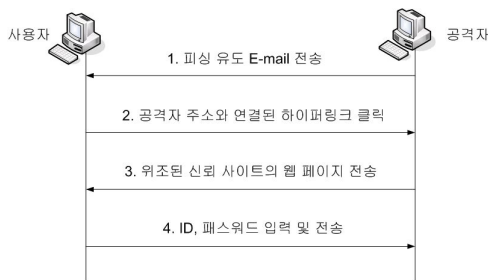 사용자
공격자
1. 피싱 유도 E-mail 전송
2. 공격자 주소와 연결된 하이퍼링크 클릭
3. 위조된 신뢰 사이트의 웹 페이지 전송
4. ID, 패스워드 입력 및 전송